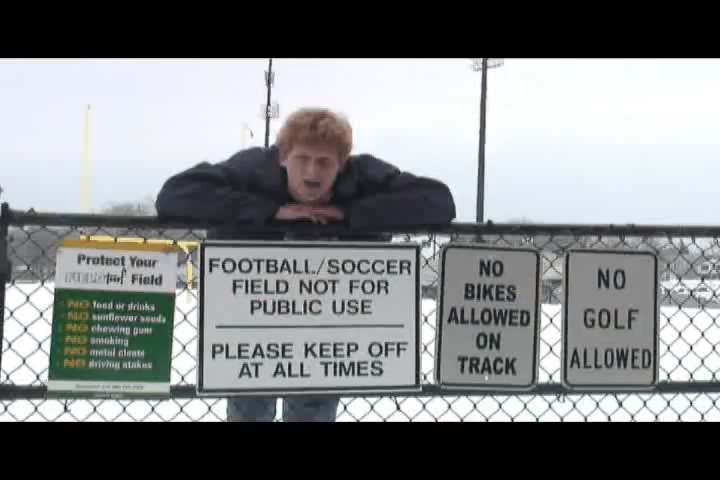 Protect Your
FIELDTurf Field
NO food or drinks
NO sunflower seeds
NO chewing gum
NO smoking
NO metal cleats
NO driving stakes
FOOTBALL/SOCCER
FIELD NOT FOR
PUBLIC USE
PLEASE KEEP OFF
AT ALL TIMES
NO
BIKES
ALLOWED
ON
TRACK
NO
GOLF
ALLOWED